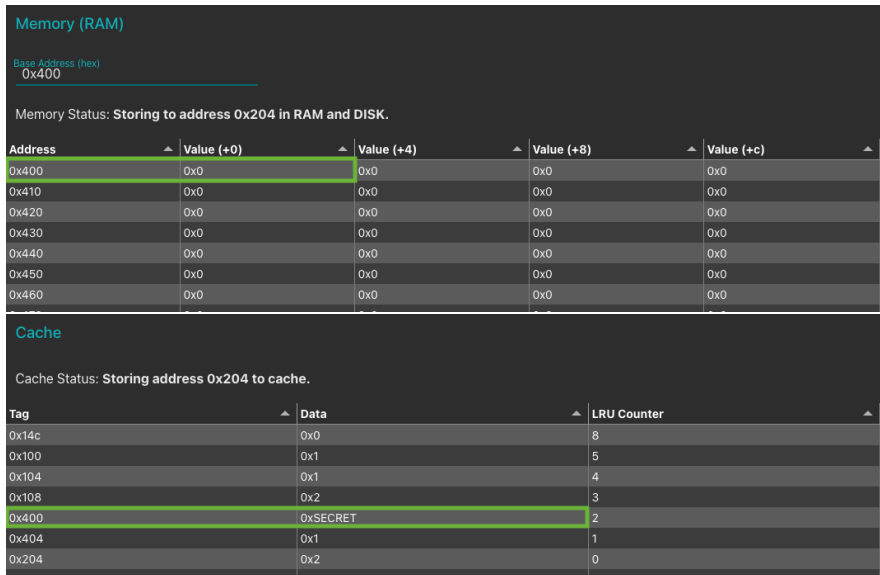 Memory (RAM)
Base Address (hex)
0x400
Memory Status: Storing to address 0x204 in RAM and DISK.
Address Value (+0) Value (+4) Value (+8) Value (+c)
0x400 0x0 0x0 0x0 0x0
0x410 0x0 0x0 0x0 0x0
0x420 0x0 0x0 0x0 0x0
0x430 0x0 0x0 0x0 0x0
0x440 0x0 0x0 0x0 0x0
0x450 0x0 0x0 0x0 0x0
0x460 0x0 0x0 0x0 0x0
Cache
Cache Status: Storing address 0x204 to cache.
Tag Data LRU Counter
0x14c 0x0 8
0x100 0x1 5
0x104 0x1 4
0x108 0x2 3
0x400 0xSECRET 2
0x404 0x1 1
0x204 0x2 0